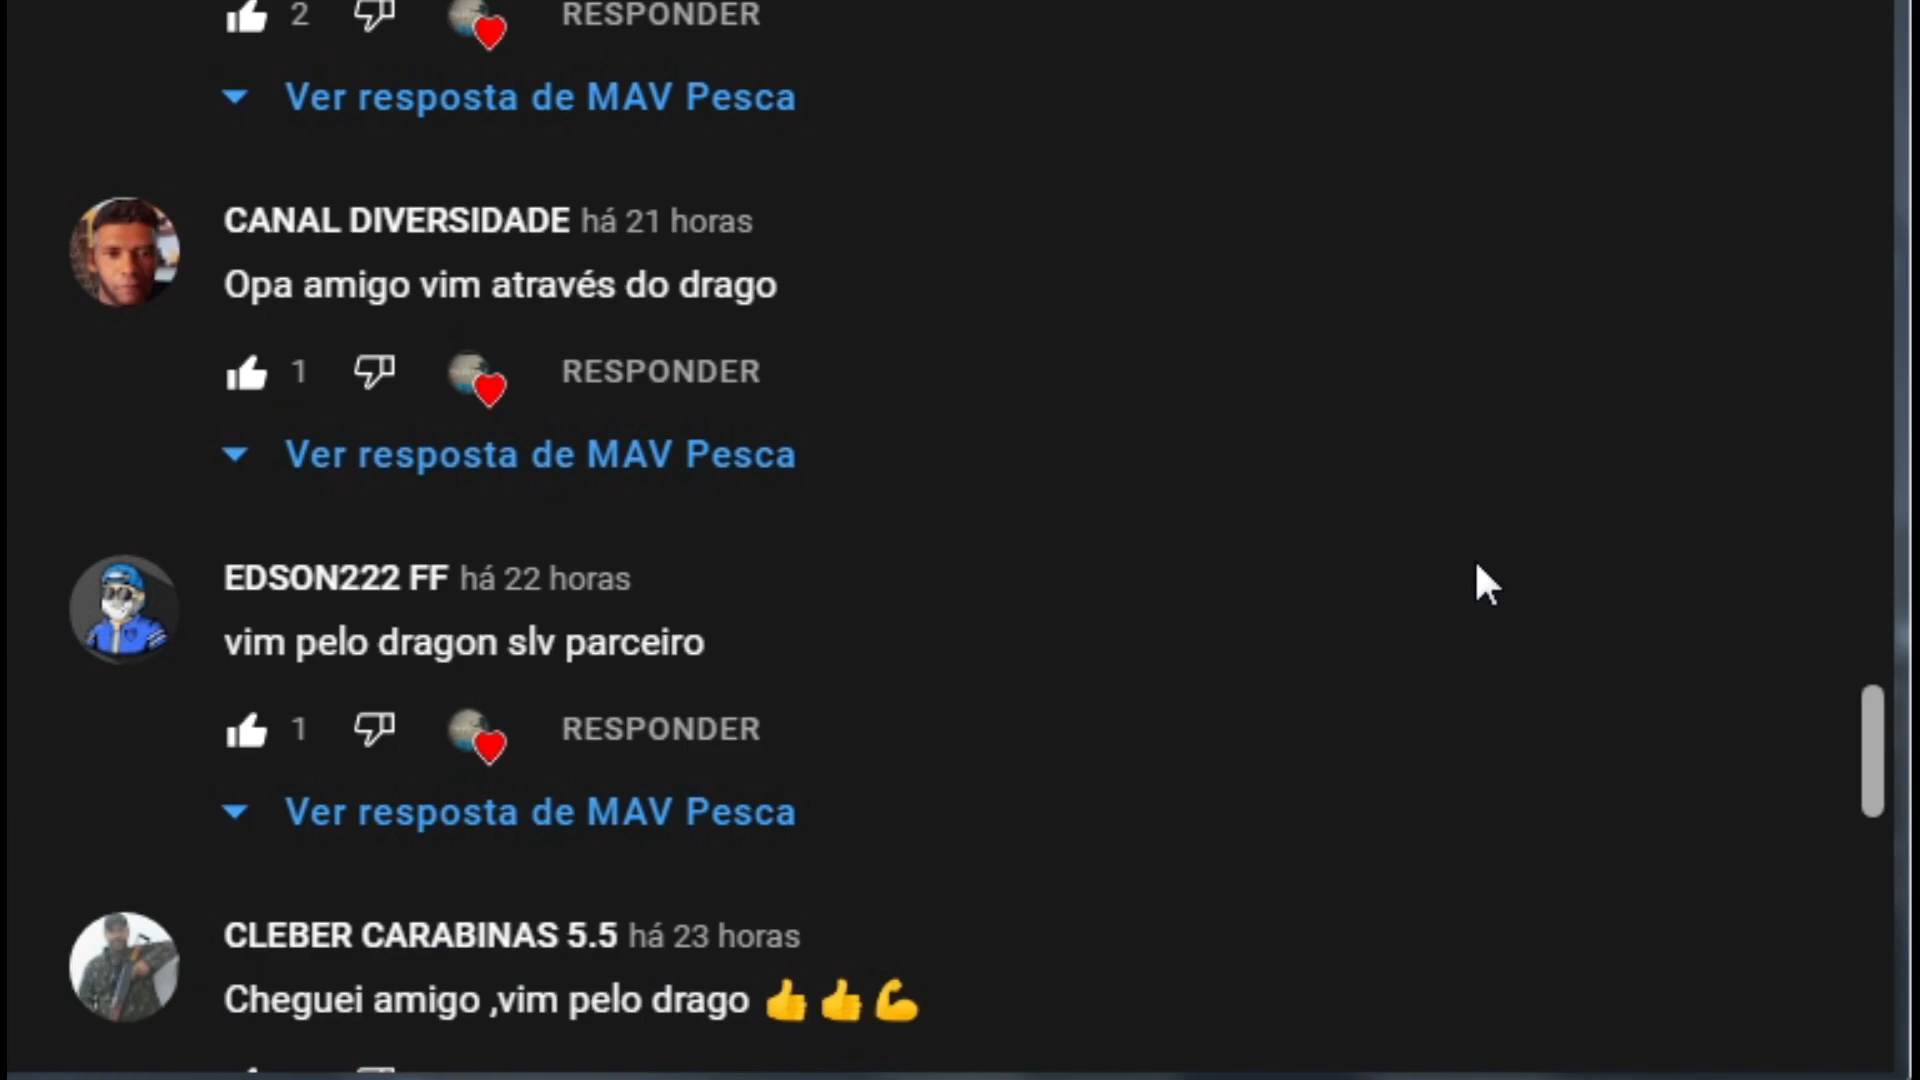 2 RESPONDER
Ver resposta de MAV Pesca
CANAL DIVERSIDADE há 21 horas
Opa amigo vim através do drago
1 RESPONDER
Ver resposta de MAV Pesca
EDSON222 FF há 22 horas
vim pelo dragon slv parceiro
1 RESPONDER
Ver resposta de MAV Pesca
CLEBER CARABINAS 5.5 há 23 horas
Cheguei amigo ,vim pelo drago 👍👍💪